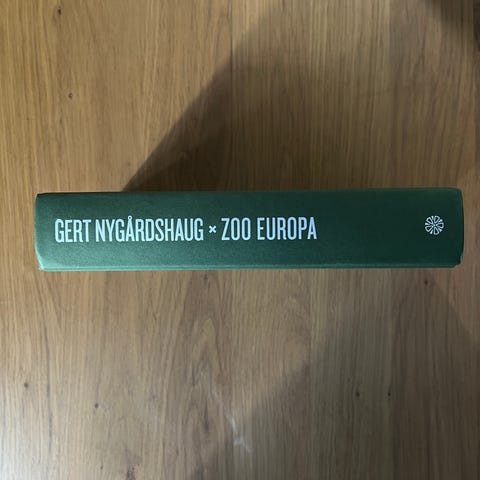 GERT NYGÅRDSHAUG × ZOO EUROPA